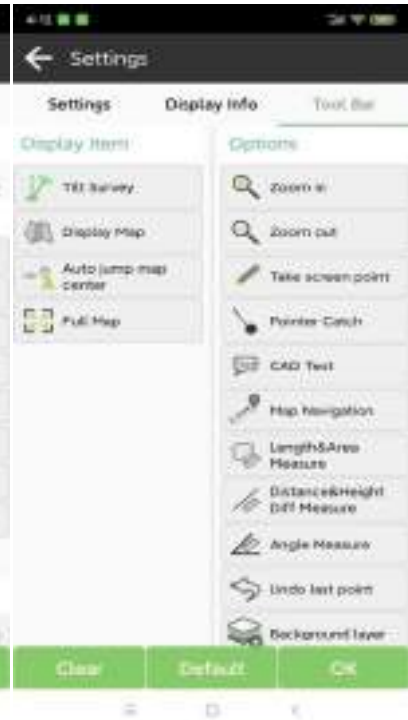 Settings
Settings
Display Info
Tool Bar
Display Item
Options
Tilt Survey
Display Map
Auto jump map
center
Full Map
Zoom in
Zoom out
Take screen point
Pointer Catch
CAD Text
Map Navigation
Length&Area
Measure
Distance&Height
Diff Measure
Angle Measure
Undo last point
Background layer
Clear
Default
OK